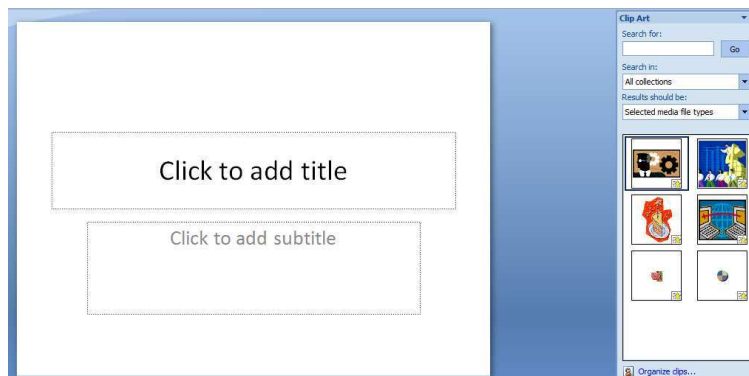 Click to add title
Click to add subtitle
Clip Art
Search for:
Go
Search in:
All collections
Results should be:
Selected media file types
Organize clips...